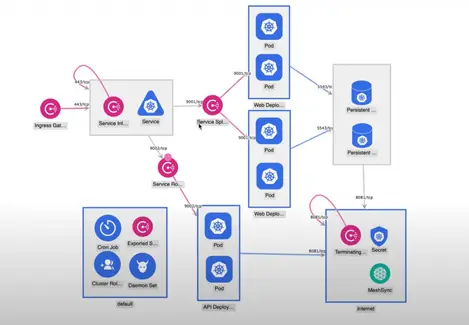 Pod
Pod
Web Deplo...
443/tcp
443/tcp
Ingress Gat...
Service Int...
Service
9001/tcp
Service Spl...
9001/tcp
9001/tcp
5543/tcp
5543/tcp
Persistent ...
Persistent ...
Pod
Pod
Web Deplo...
Service Ro...
9002/tcp
Pod
Pod
API Deploy...
8081/tcp
8081/tcp
8081/tcp
Terminating...
Secret
MeshSync
Internet
Cron Job
Exported S...
Cluster Rol...
Daemon Set
default